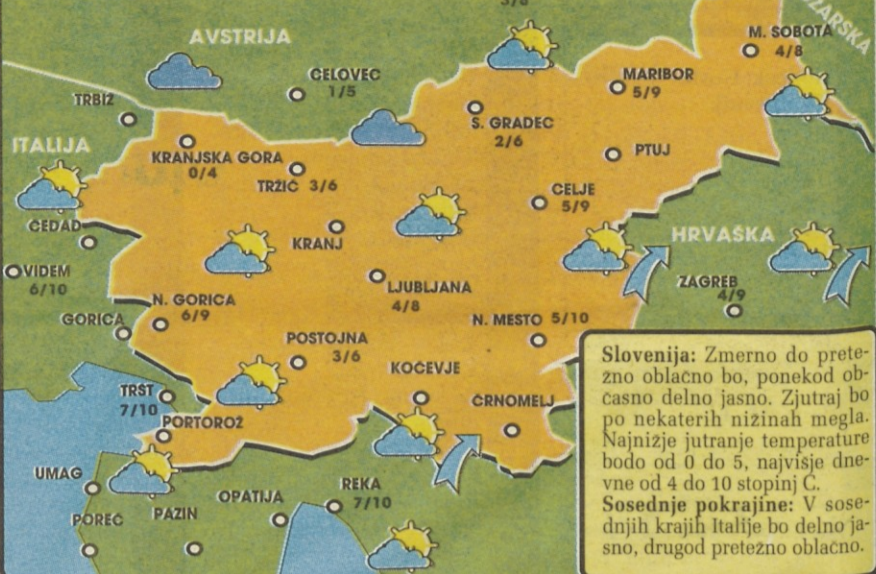 3/8
AVSTRIJA
M. SOBOTA
4/8
CELOVEC
1/5
MARIBOR
5/9
TRBIŽ
S. GRADEC
2/6
ITALIJA
KRANJSKA GORA
0/4
PTUJ
TRŽIČ 3/6
CELJE
5/9
ČEDAD
KRANJ
HRVAŠKA
VIDEM
6/10
LJUBLJANA
4/8
ZAGREB
4/9
N. GORICA
6/9
GORICA
N. MESTO 5/10
POSTOJNA
3/6
KOČEVJE
TRST
7/10
ČRNOMELJ
PORTOROŽ
UMAG
REKA
7/10
OPATIJA
POREČ
PAZIN
Slovenija: Zmerno do prete-
žno oblačno bo, ponekod ob-
časno delno jasno. Zjutraj bo
po nekaterih nižinah megla.
Najnižje jutranje temperature
bodo od 0 do 5, najvišje dne-
vne od 4 do 10 stopinj C.
Sosednje pokrajine: V sose-
dnjih krajih Italije bo delno ja-
sno, drugod pretežno oblačno.